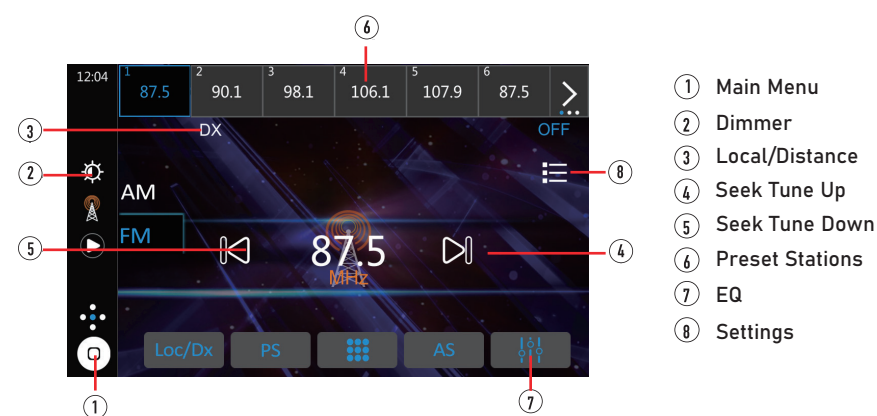 6
12:04
1 2 3 4 5 6
87.5 90.1 98.1 106.1 107.9 87.5
3 DX OFF
2
8
AM
FM
5 87.5 4
MHz
Loc/Dx PS AS
1 7
1 Main Menu
2 Dimmer
3 Local/Distance
4 Seek Tune Up
5 Seek Tune Down
6 Preset Stations
7 EQ
8 Settings